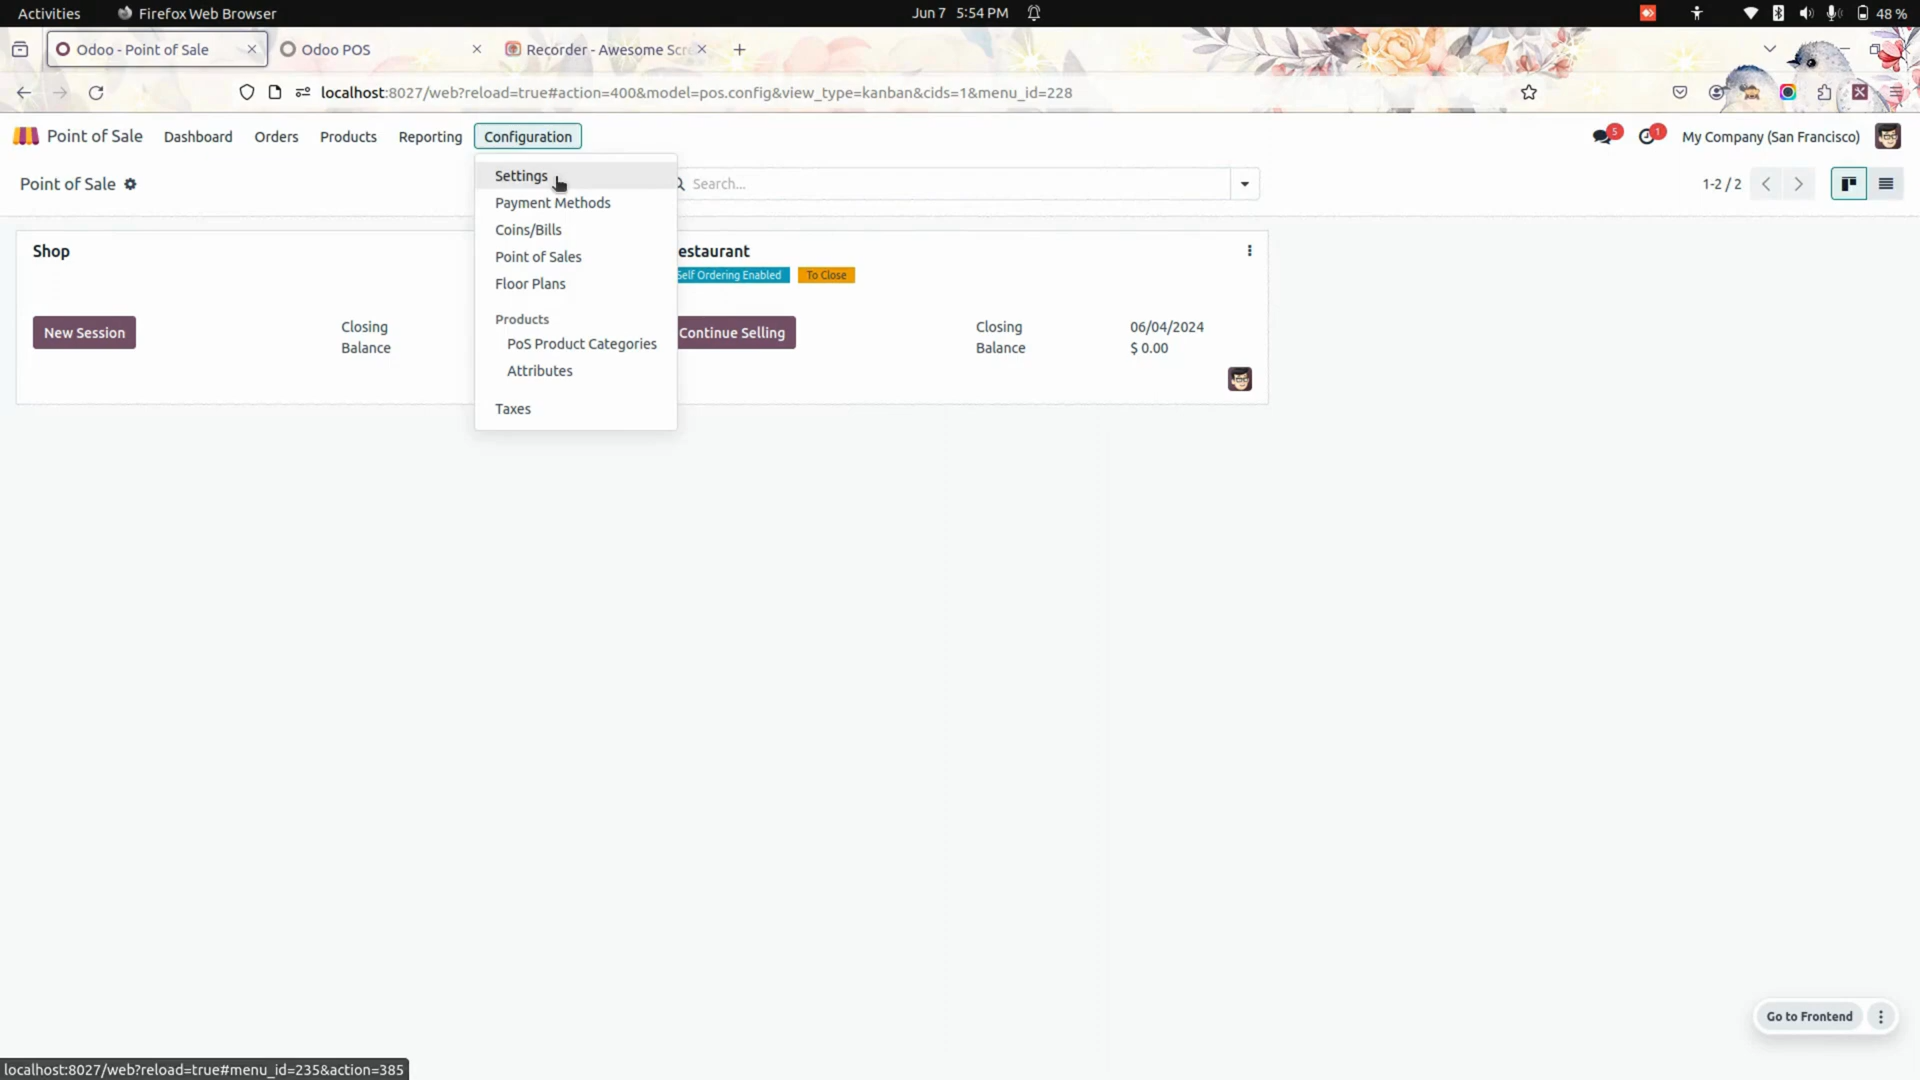 Activities Firefox Web Browser Jun 7 5:54 PM 48 %
Odoo - Point of Sale Odoo POS Recorder - Awesome Scr
localhost:8027/web?reload=true#action=400&model=pos.config&view_type=kanban&cids=1&menu_id=228
Point of Sale Dashboard Orders Products Reporting Configuration 5 1 My Company (San Francisco)
Point of Sale Search... 1-2 / 2
Settings
Payment Methods
Coins/Bills
Point of Sales
Floor Plans
Products
PoS Product Categories
Attributes
Taxes
Shop
New Session
Closing
Balance
estaurant
Self Ordering Enabled To Close
Continue Selling
Closing 06/04/2024
Balance $ 0.00
Go to Frontend
localhost:8027/web?reload=true#menu_id=235&action=385